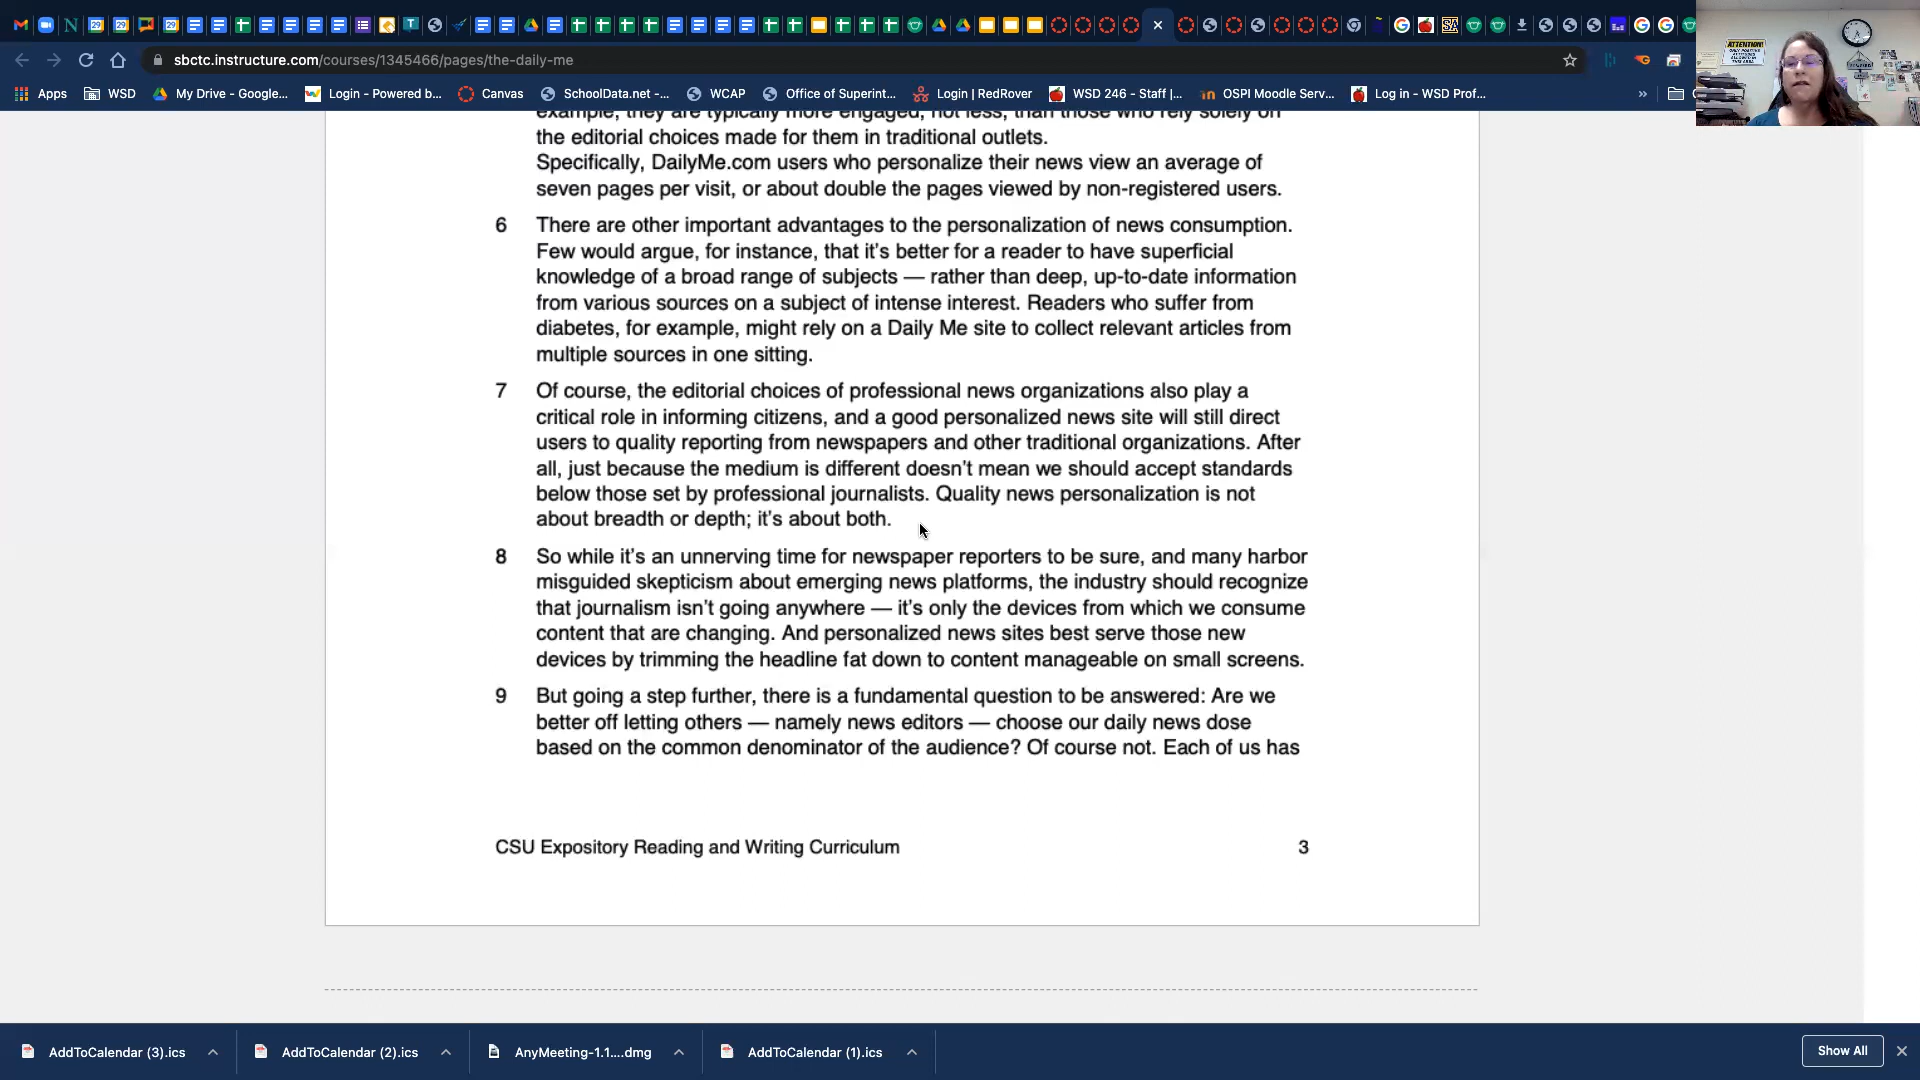 sbctc.instructure.com/courses/1345466/pages/the-daily-me
Apps
WSD
My Drive - Google...
Login - Powered b...
Canvas
SchoolData.net -...
WCAP
Office of Superint...
Login | RedRover
WSD 246 - Staff |...
OSPI Moodle Serv...
Log in - WSD Prof...
»
ATTENTION!
example, they are typically more engaged, not less, than those who rely solely on
the editorial choices made for them in traditional outlets.
Specifically, DailyMe.com users who personalize their news view an average of
seven pages per visit, or about double the pages viewed by non-registered users.
6 There are other important advantages to the personalization of news consumption.
Few would argue, for instance, that it's better for a reader to have superficial
knowledge of a broad range of subjects — rather than deep, up-to-date information
from various sources on a subject of intense interest. Readers who suffer from
diabetes, for example, might rely on a Daily Me site to collect relevant articles from
multiple sources in one sitting.
7 Of course, the editorial choices of professional news organizations also play a
critical role in informing citizens, and a good personalized news site will still direct
users to quality reporting from newspapers and other traditional organizations. After
all, just because the medium is different doesn't mean we should accept standards
below those set by professional journalists. Quality news personalization is not
about breadth or depth; it's about both.
8 So while it's an unnerving time for newspaper reporters to be sure, and many harbor
misguided skepticism about emerging news platforms, the industry should recognize
that journalism isn't going anywhere — it's only the devices from which we consume
content that are changing. And personalized news sites best serve those new
devices by trimming the headline fat down to content manageable on small screens.
9 But going a step further, there is a fundamental question to be answered: Are we
better off letting others — namely news editors — choose our daily news dose
based on the common denominator of the audience? Of course not. Each of us has
CSU Expository Reading and Writing Curriculum 3
AddToCalendar (3).ics
AddToCalendar (2).ics
AnyMeeting-1.1....dmg
AddToCalendar (1).ics
Show All